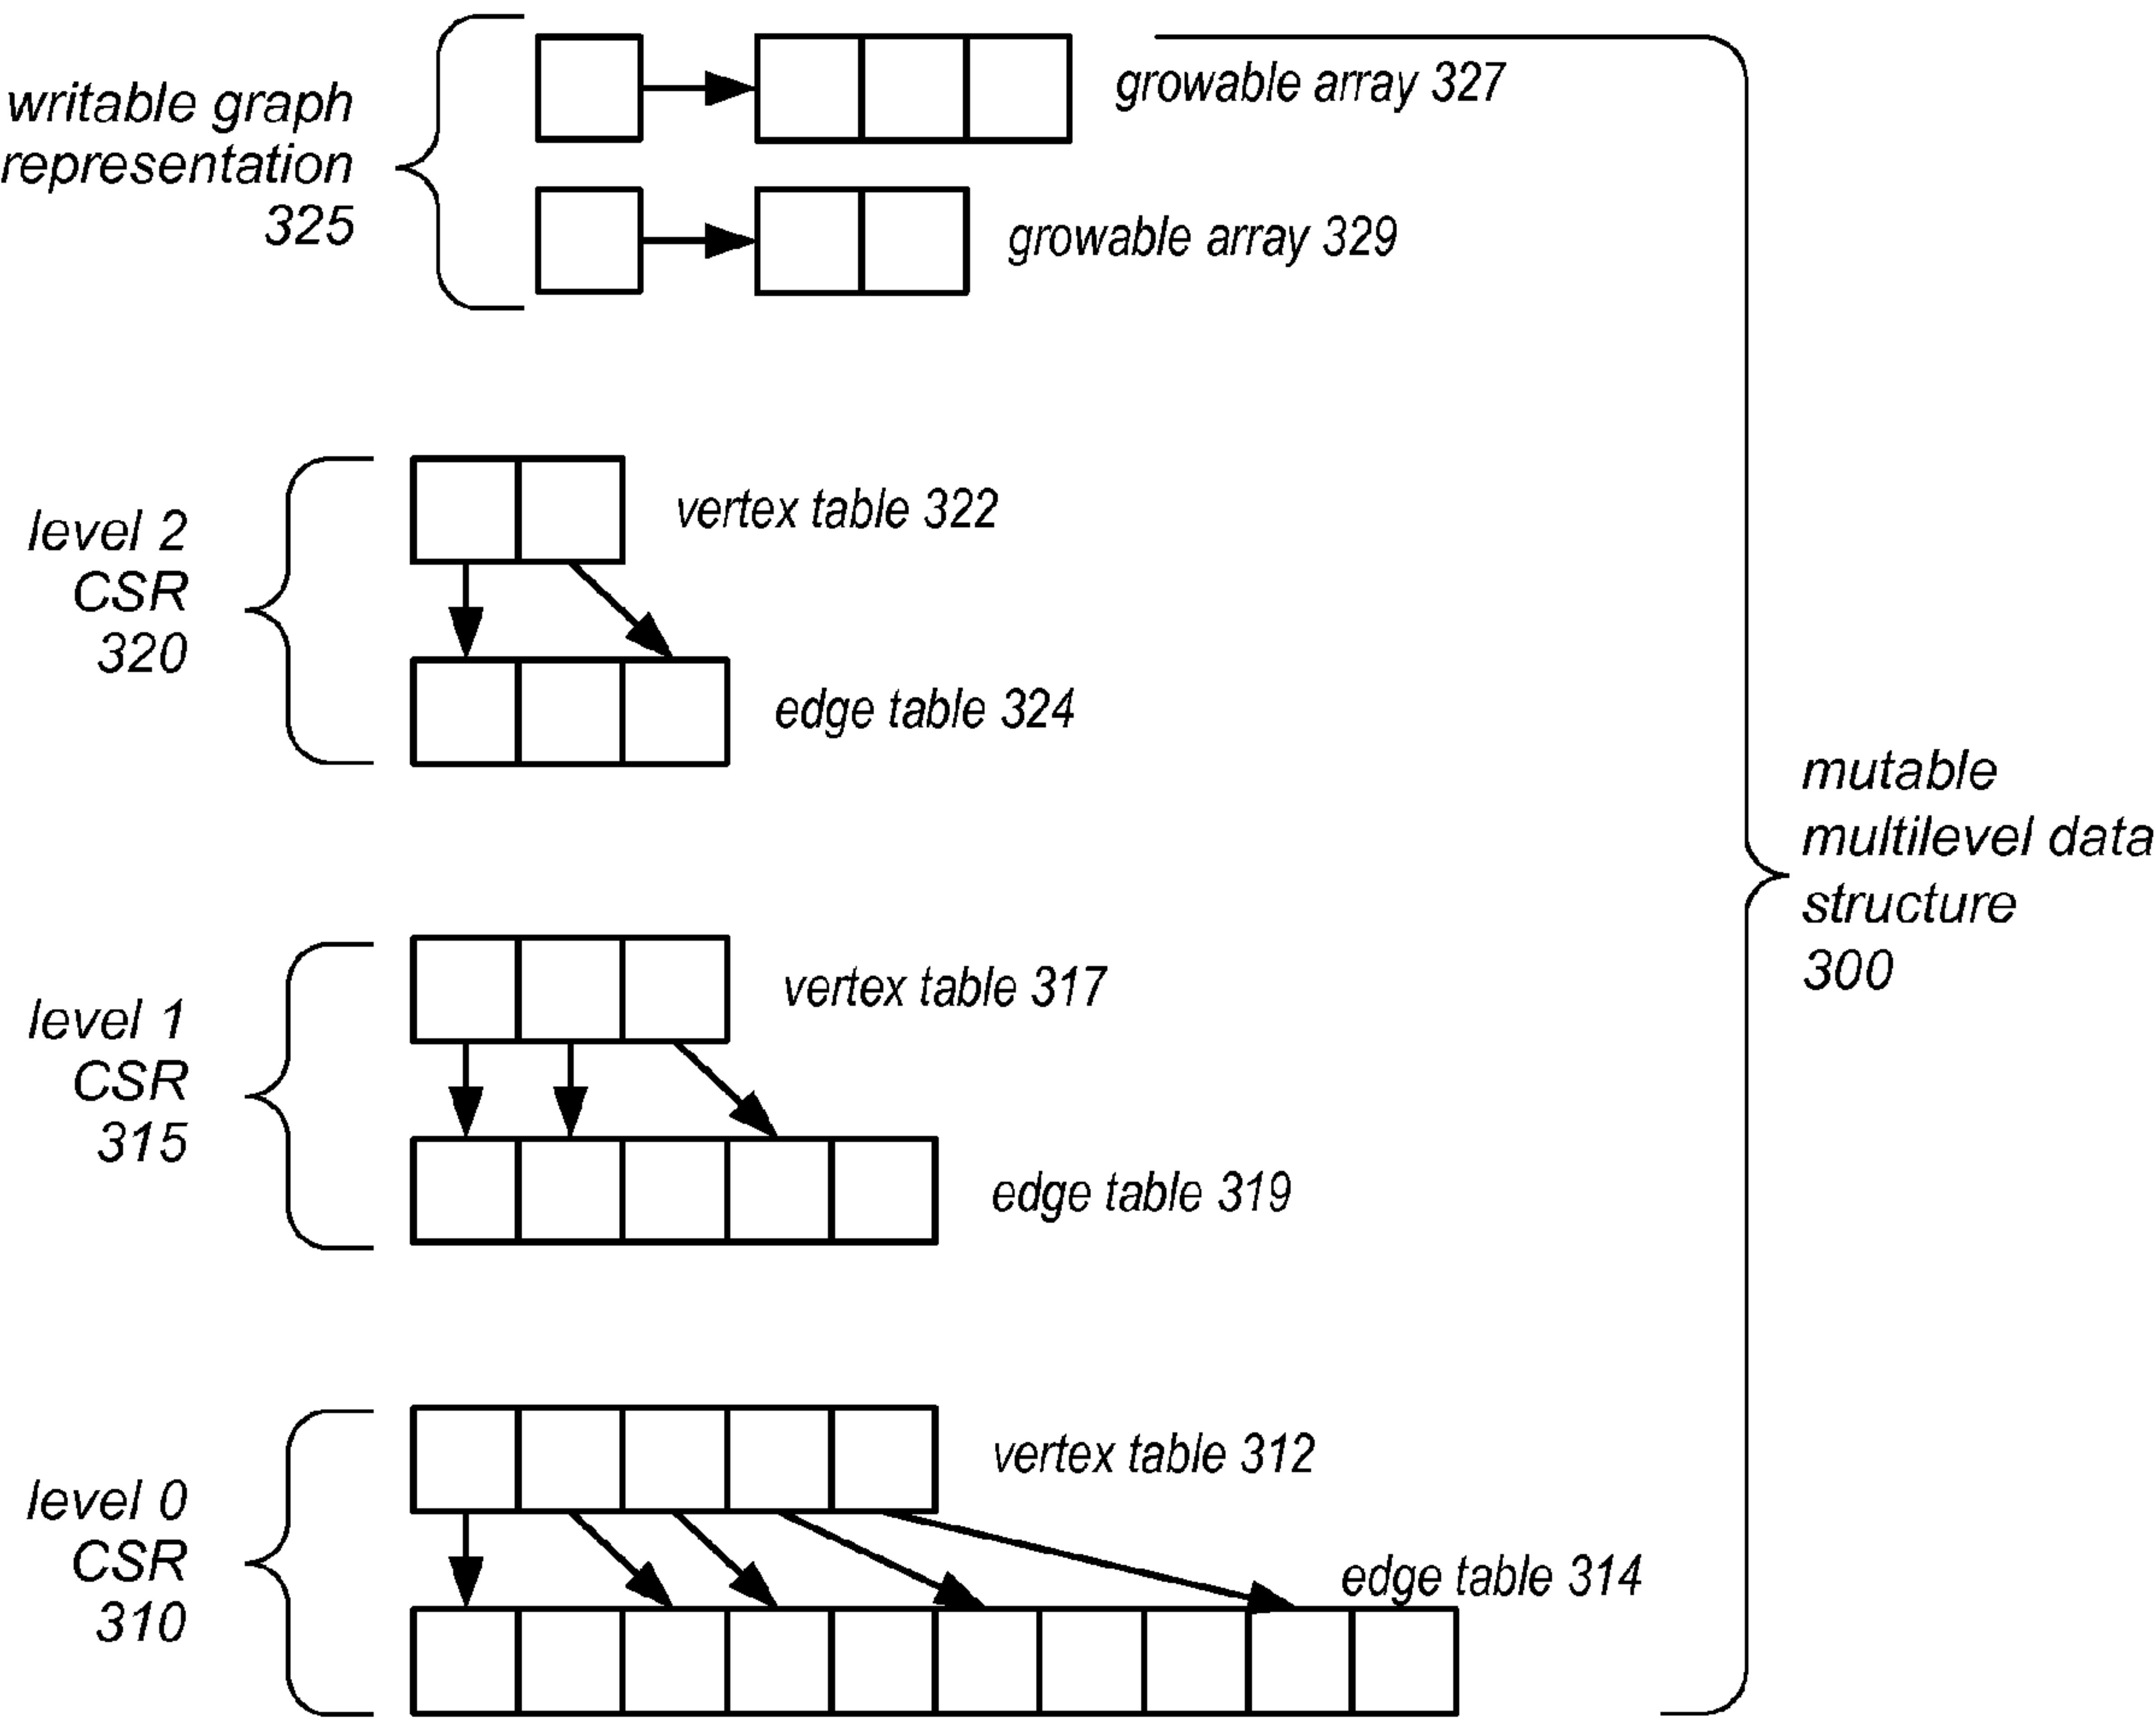 writable graph
representation
325
growable array 327
growable array 329
level 2
CSR
320
vertex table 322
edge table 324
mutable
multilevel data
structure
300
level 1
CSR
315
vertex table 317
edge table 319
level 0
CSR
310
vertex table 312
edge table 314